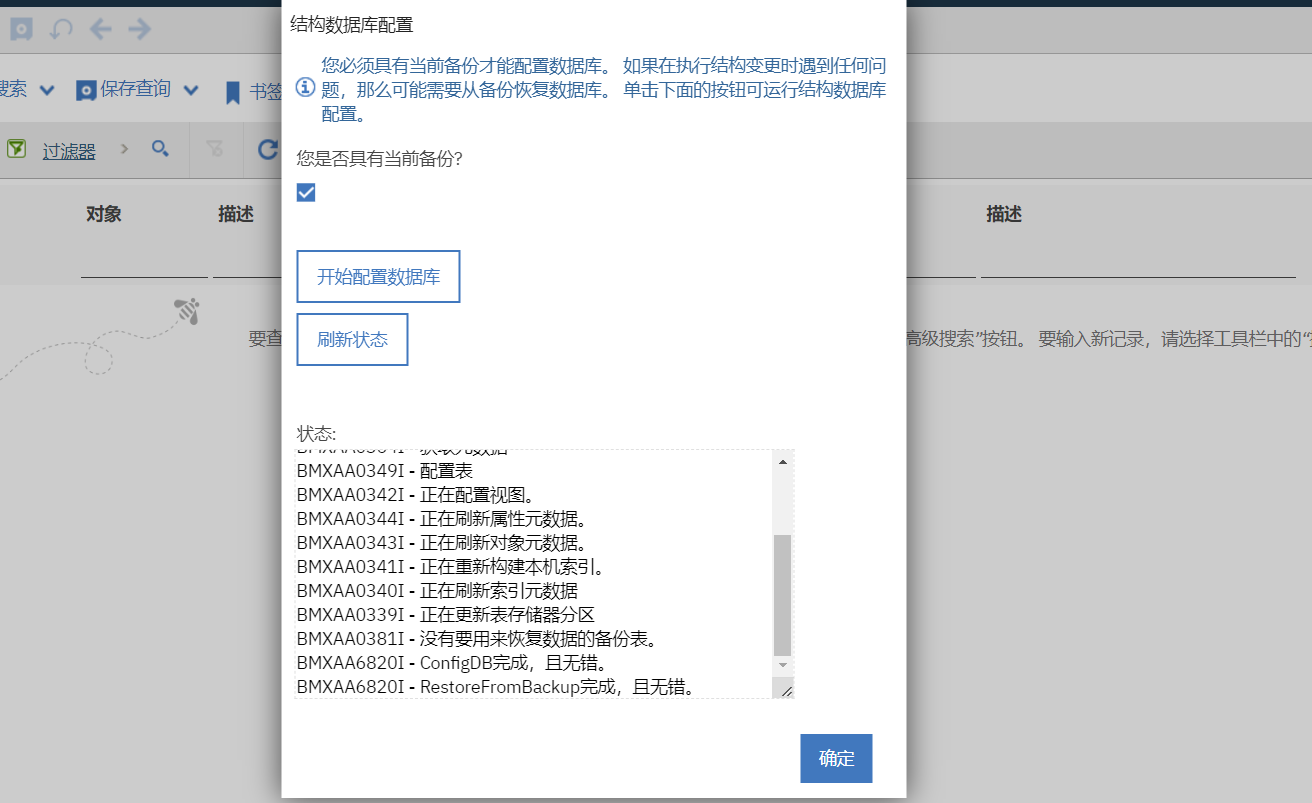 结构数据库配置
您必须具有当前备份才能配置数据库。 如果在执行结构变更时遇到任何问
题，那么可能需要从备份恢复数据库。 单击下面的按钮可运行结构数据库
配置。
搜索
保存查询
书签
过滤器
您是否具有当前备份?
对象
描述
描述
开始配置数据库
刷新状态
要查
高级搜索”按钮。 要输入新记录，请选择工具栏中的“
状态:
BMXAA0349I - 配置表
BMXAA0342I - 正在配置视图。
BMXAA0344I - 正在刷新属性元数据。
BMXAA0343I - 正在刷新对象元数据。
BMXAA0341I - 正在重新构建本机索引。
BMXAA0340I - 正在刷新索引元数据
BMXAA0339I - 正在更新表存储器分区
BMXAA0381I - 没有要用来恢复数据的备份表。
BMXAA6820I - ConfigDB完成，且无错。
BMXAA6820I - RestoreFromBackup完成，且无错。
确定